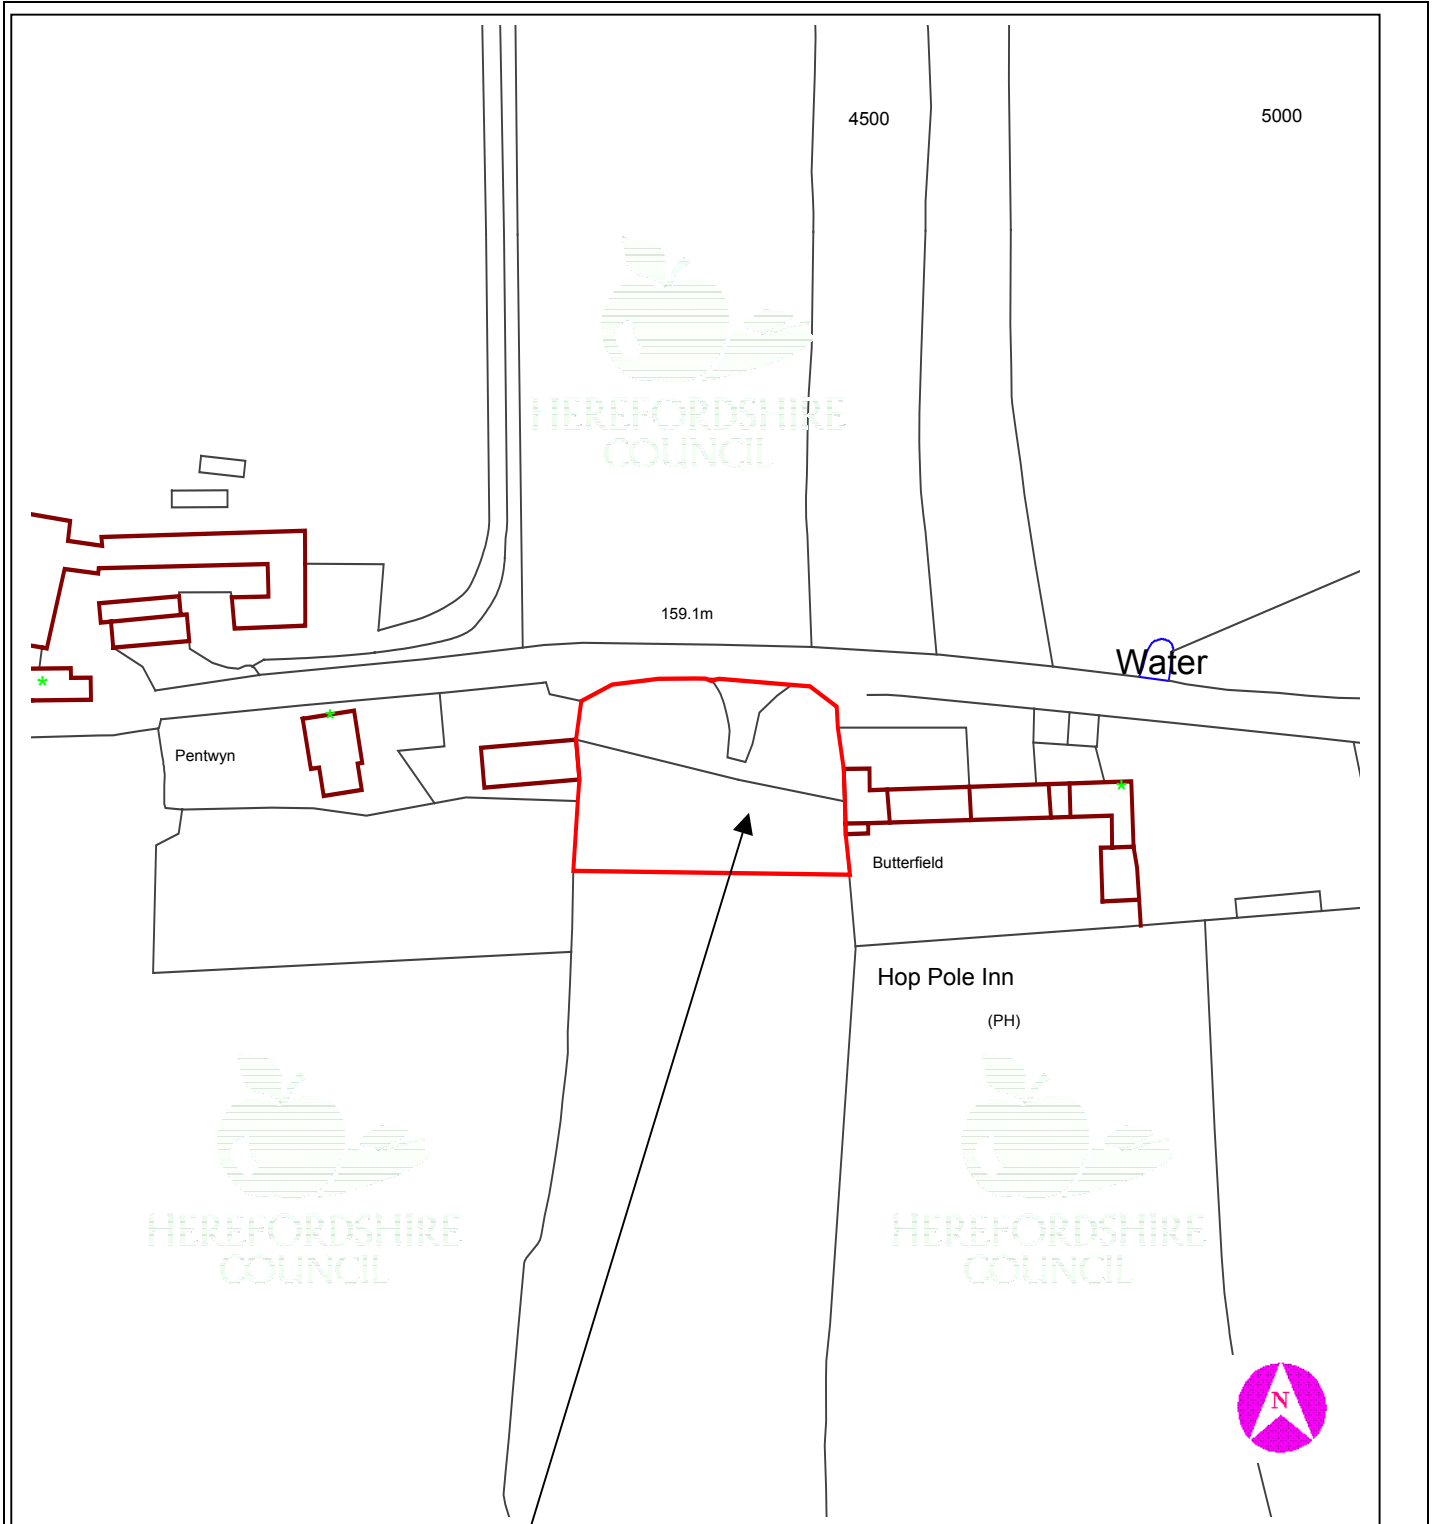 4500
5000
HEREFORDSHIRE
COUNCIL
159.1m
Water
Pentwyn
Butterfield
Hop Pole Inn
(PH)
HEREFORDSHIRE
COUNCIL
HEREFORDSHIRE
COUNCIL
N